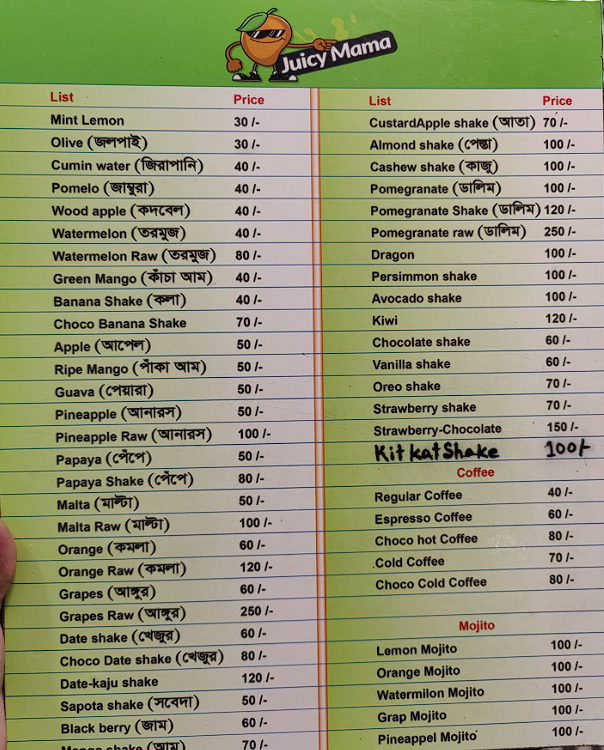 Juicy Mama
List Price
Mint Lemon 30 /-
Olive (জলপাই) 30 /-
Cumin water (জিরাপানি) 40 /-
Pomelo (জাম্বুরা) 40 /-
Wood apple (কদবেল) 40 /-
Watermelon (তরমুজ) 40 /-
Watermelon Raw (তরমুজ) 80 /-
Green Mango (কাঁচা আম) 40 /-
Banana Shake (কলা) 40 /-
Choco Banana Shake 70 /-
Apple (আপেল) 50 /-
Ripe Mango (পাঁকা আম) 50 /-
Guava (পেয়ারা) 50 /-
Pineapple (আনারস) 50 /-
Pineapple Raw (আনারস) 100 /-
Papaya (পেঁপে) 50 /-
Papaya Shake (পেঁপে) 80 /-
Malta (মাল্টা) 50 /-
Malta Raw (মাল্টা) 100 /-
Orange (কমলা) 60 /-
Orange Raw (কমলা) 120 /-
Grapes (আঙ্গুর) 60 /-
Grapes Raw (আঙ্গুর) 250 /-
Date shake (খেজুর) 60 /-
Choco Date shake (খেজুর) 80 /-
Date-kaju shake 120 /-
Sapota shake (সবেদা) 50 /-
Black berry (জাম) 60 /-
Mango shake (আম) 70 /-
List Price
CustardApple shake (আতা) 70 /-
Almond shake (পেস্তা) 100 /-
Cashew shake (কাজু) 100 /-
Pomegranate (ডালিম) 100 /-
Pomegranate Shake (ডালিম) 120 /-
Pomegranate raw (ডালিম) 250 /-
Dragon 100 /-
Persimmon shake 100 /-
Avocado shake 100 /-
Kiwi 120 /-
Chocolate shake 60 /-
Vanilla shake 60 /-
Oreo shake 70 /-
Strawberry shake 70 /-
Strawberry-Chocolate 150 /-
Kit kat Shake 100/-
Coffee
Regular Coffee 40 /-
Espresso Coffee 60 /-
Choco hot Coffee 80 /-
Cold Coffee 70 /-
Choco Cold Coffee 80 /-
Mojito
Lemon Mojito 100 /-
Orange Mojito 100 /-
Watermilon Mojito 100 /-
Grap Mojito 100 /-
Pineappel Mojito 100 /-